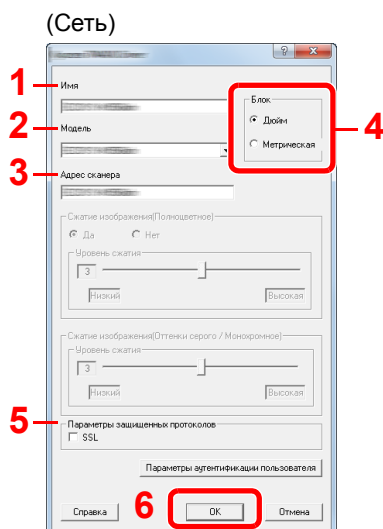 (Сеть)
1 Имя
Блок
Дюйм
2 Модель
4
Метрическая
3 Адрес сканера
Сжатие изображения(Полноцветное)
Да Нет
Уровень сжатия
3
Низкий Высокая
Сжатие изображения(Оттенки серого / Монохромное)
Уровень сжатия
3
Низкий Высокая
5 Параметры защищенных протоколов
SSL
Параметры аутентификации пользователя
Справка 6 OK Отмена